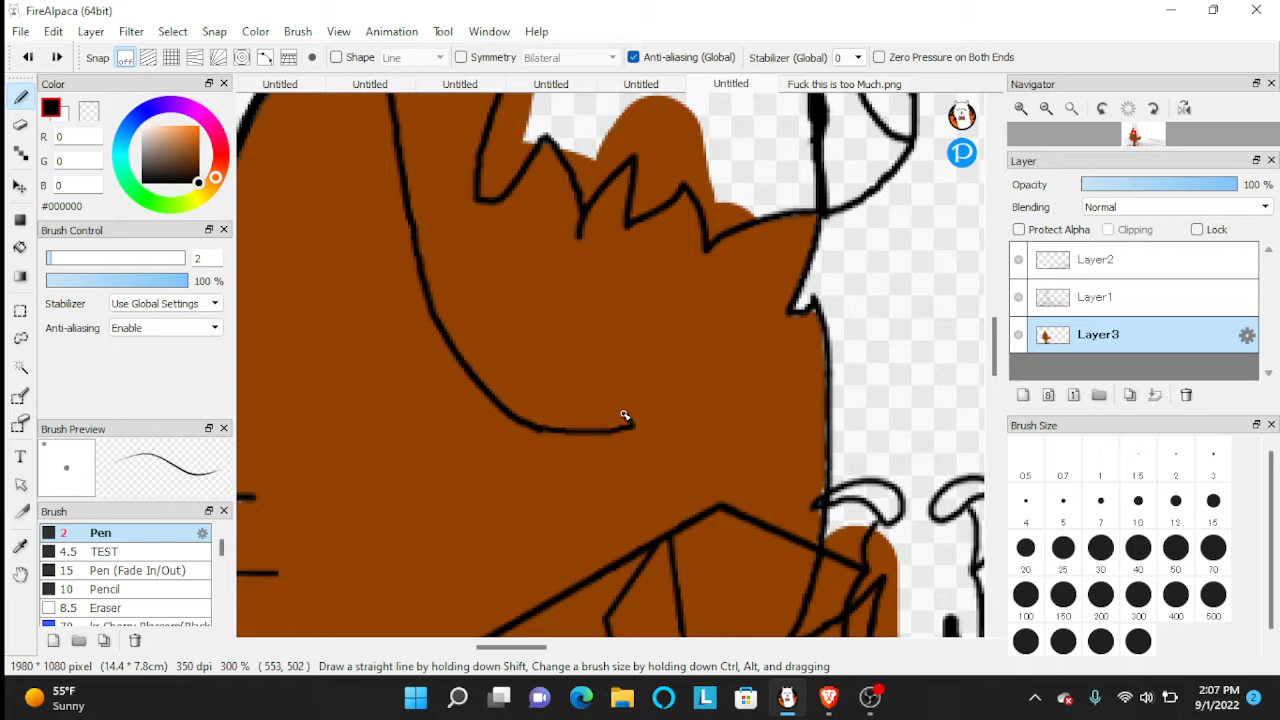 FireAlpaca (64bit)
File Edit Layer Filter Select Snap Color Brush View Animation Tool Window Help
Snap OFF Shape Line Symmetry Bilateral Anti-aliasing (Global) Stabilizer (Global) 0 Zero Pressure on Both Ends
Color
Untitled Untitled Untitled Untitled Untitled Untitled Fuck this is too Much.png
Navigator
R 0
G 0
B 0
#000000
Layer
Opacity 100 %
Blending Normal
Protect Alpha Clipping Lock
Layer2
Layer1
Layer3
Brush Control
2
100 %
Stabilizer Use Global Settings
Anti-aliasing Enable
Brush Preview
Brush
2 Pen
4.5 TEST
15 Pen (Fade In/Out)
10 Pencil
8.5 Eraser
Brush Size
0.5 0.7 1 1.5 2 3
4 5 7 10 12 15
20 25 30 40 50 70
100 150 200 300 400 500
1980 * 1080 pixel (14.4 * 7.8cm) 350 dpi 300 % ( 553, 502 ) Draw a straight line by holding down Shift, Change a brush size by holding down Ctrl, Alt, and dragging
55°F
Sunny
L
2:07 PM
9/1/2022
2